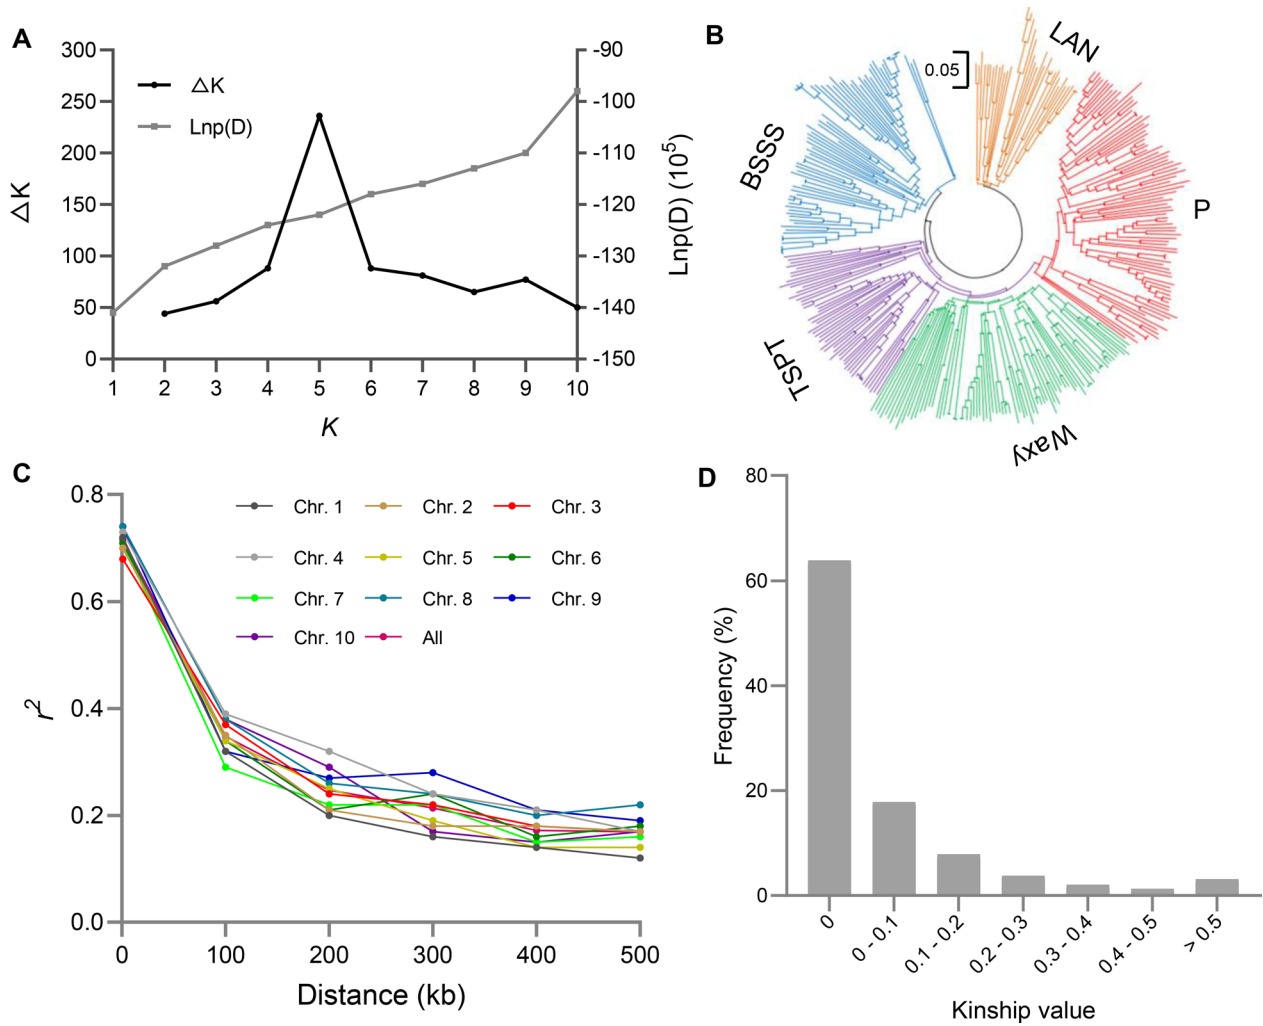 A
300
250
200
150
100
50
0
△K
△K
Lnp(D)
-90
-100
-110
-120
-130
-140
-150
Lnp(D) (10⁵)
1 2 3 4 5 6 7 8 9 10
K
B
0.05
LAN
P
Waxy
TSPT
BSSS
C
0.8
0.6
0.4
0.2
0.0
r²
Chr. 1 Chr. 2 Chr. 3
Chr. 4 Chr. 5 Chr. 6
Chr. 7 Chr. 8 Chr. 9
Chr. 10 All
0 100 200 300 400 500
Distance (kb)
D
80
60
40
20
0
Frequency (%)
0 0 - 0.1 0.1 - 0.2 0.2 - 0.3 0.3 - 0.4 0.4 - 0.5 > 0.5
Kinship value